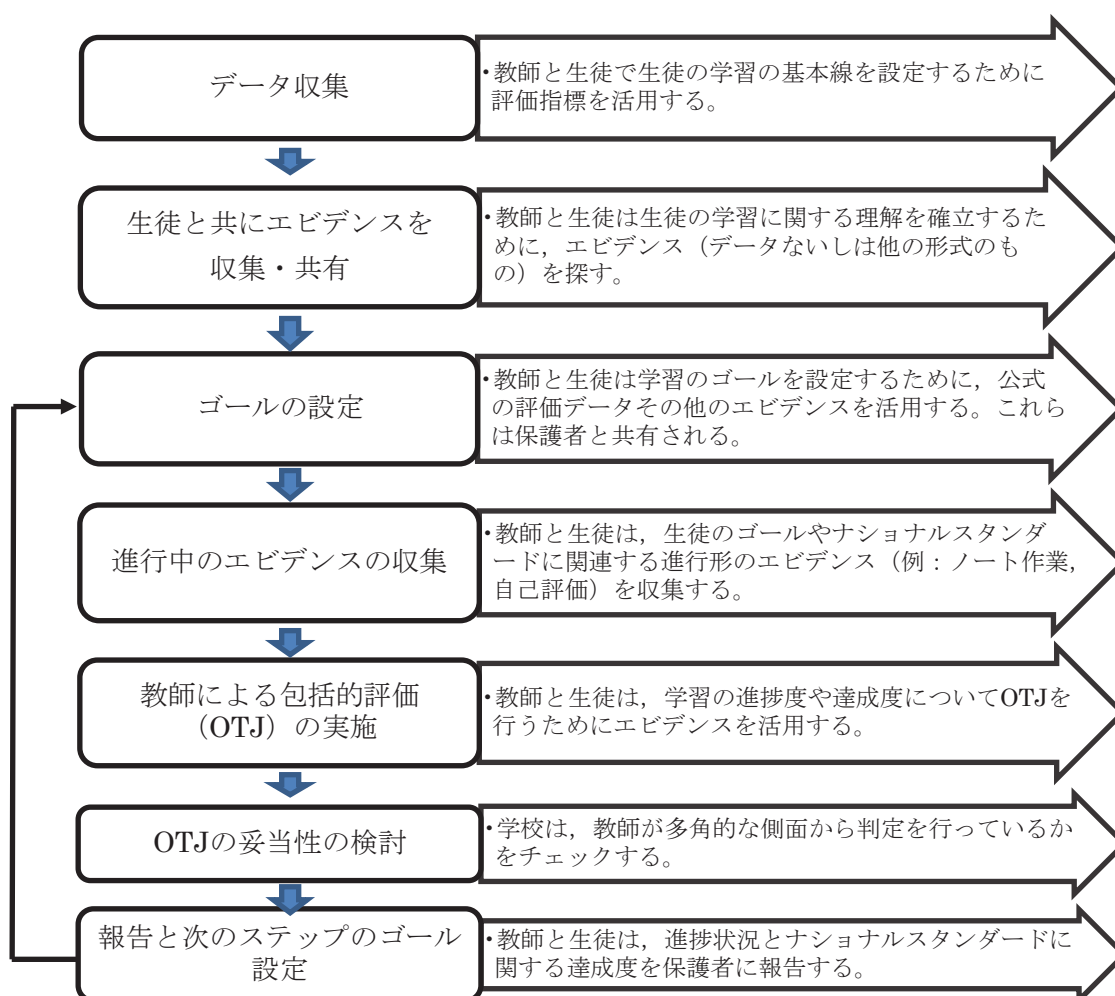 データ収集
・教師と生徒で生徒の学習の基本線を設定するために
評価指標を活用する。
生徒と共にエビデンスを
収集・共有
・教師と生徒は生徒の学習に関する理解を確立するた
めに，エビデンス（データないしは他の形式のも
の）を探す。
ゴールの設定
・教師と生徒は学習のゴールを設定するために，公式
の評価データその他のエビデンスを活用する。これら
は保護者と共有される。
進行中のエビデンスの収集
・教師と生徒は，生徒のゴールやナショナルスタンダ
ードに関連する進行形のエビデンス（例：ノート作業，
自己評価）を収集する。
教師による包括的評価
（OTJ）の実施
・教師と生徒は，学習の進捗度や達成度についてOTJを
行うためにエビデンスを活用する。
OTJの妥当性の検討
・学校は，教師が多角的な側面から判定を行っているか
をチェックする。
報告と次のステップのゴール
設定
・教師と生徒は，進捗状況とナショナルスタンダードに
関する達成度を保護者に報告する。